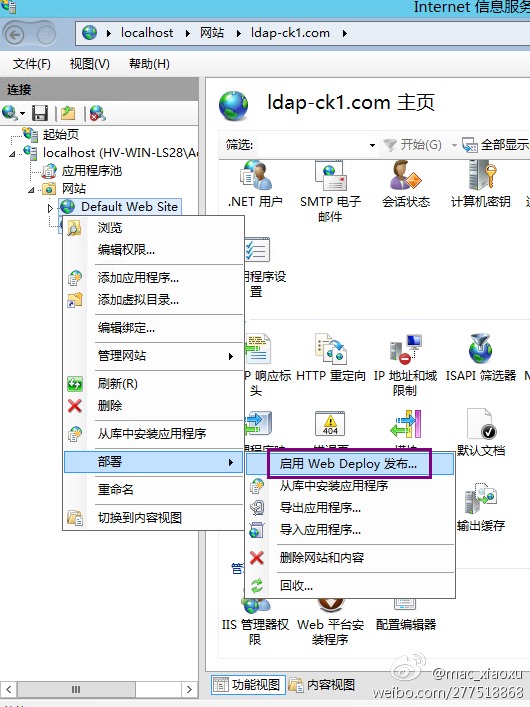 Internet 信息服务
localhost
网站
ldap-ck1.com
文件(F)
视图(V)
帮助(H)
连接
起始页
localhost (HV-WIN-LS28\Ac
应用程序池
网站
Default Web Site
ldap-ck1.com 主页
筛选:
开始(G)
全部显示
.NET 用户
SMTP 电子
邮件
会话状态
计算机密钥
浏览
编辑权限...
添加应用程序...
添加虚拟目录...
编辑绑定...
管理网站
刷新(R)
删除
从库中安装应用程序
部署
重命名
切换到内容视图
用程序设
置
P 响应标
头
HTTP 重定向
IP 地址和域
限制
ISAPI 筛选器
404
默认文档
启用 Web Deploy 发布...
从库中安装应用程序
导出应用程序...
导入应用程序...
删除网站和内容
回收...
输出缓存
IIS 管理器权
限
Web 平台安
装程序
配置编辑器
功能视图
内容视图
@mac_xiaoxu
weibo.com/277518868